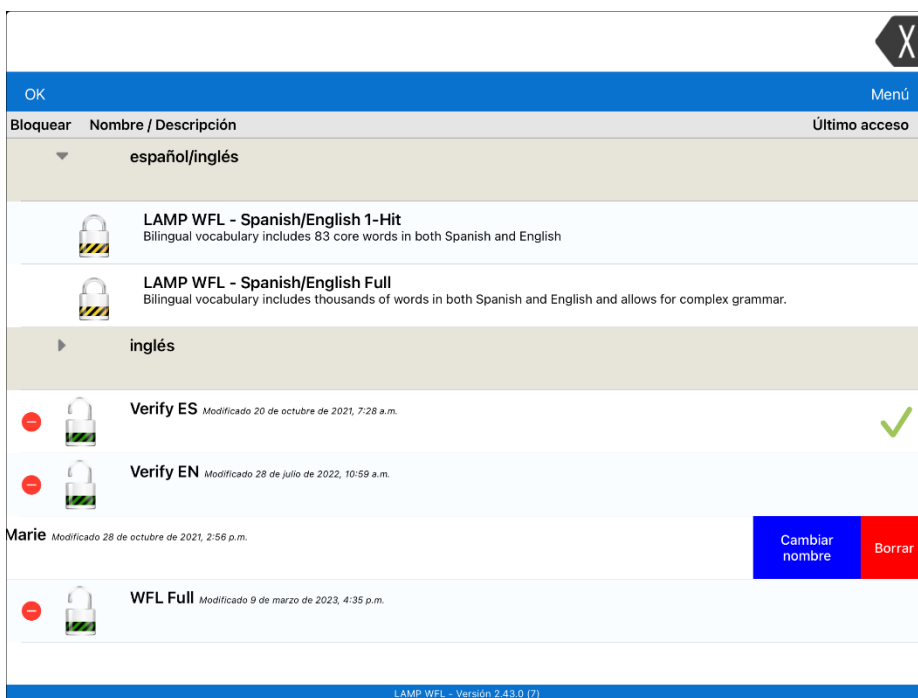 X
OK Menú
Bloquear Nombre / Descripción Último acceso
español/inglés
LAMP WFL - Spanish/English 1-Hit
Bilingual vocabulary includes 83 core words in both Spanish and English
LAMP WFL - Spanish/English Full
Bilingual vocabulary includes thousands of words in both Spanish and English and allows for complex grammar.
inglés
Verify ES Modificado 20 de octubre de 2021, 7:28 a.m.
Verify EN Modificado 28 de julio de 2022, 10:59 a.m.
Marie Modificado 28 de octubre de 2021, 2:56 p.m.
Cambiar
nombre
Borrar
WFL Full Modificado 9 de marzo de 2023, 4:35 p.m.
LAMP WFL - Versión 2.43.0 (7)